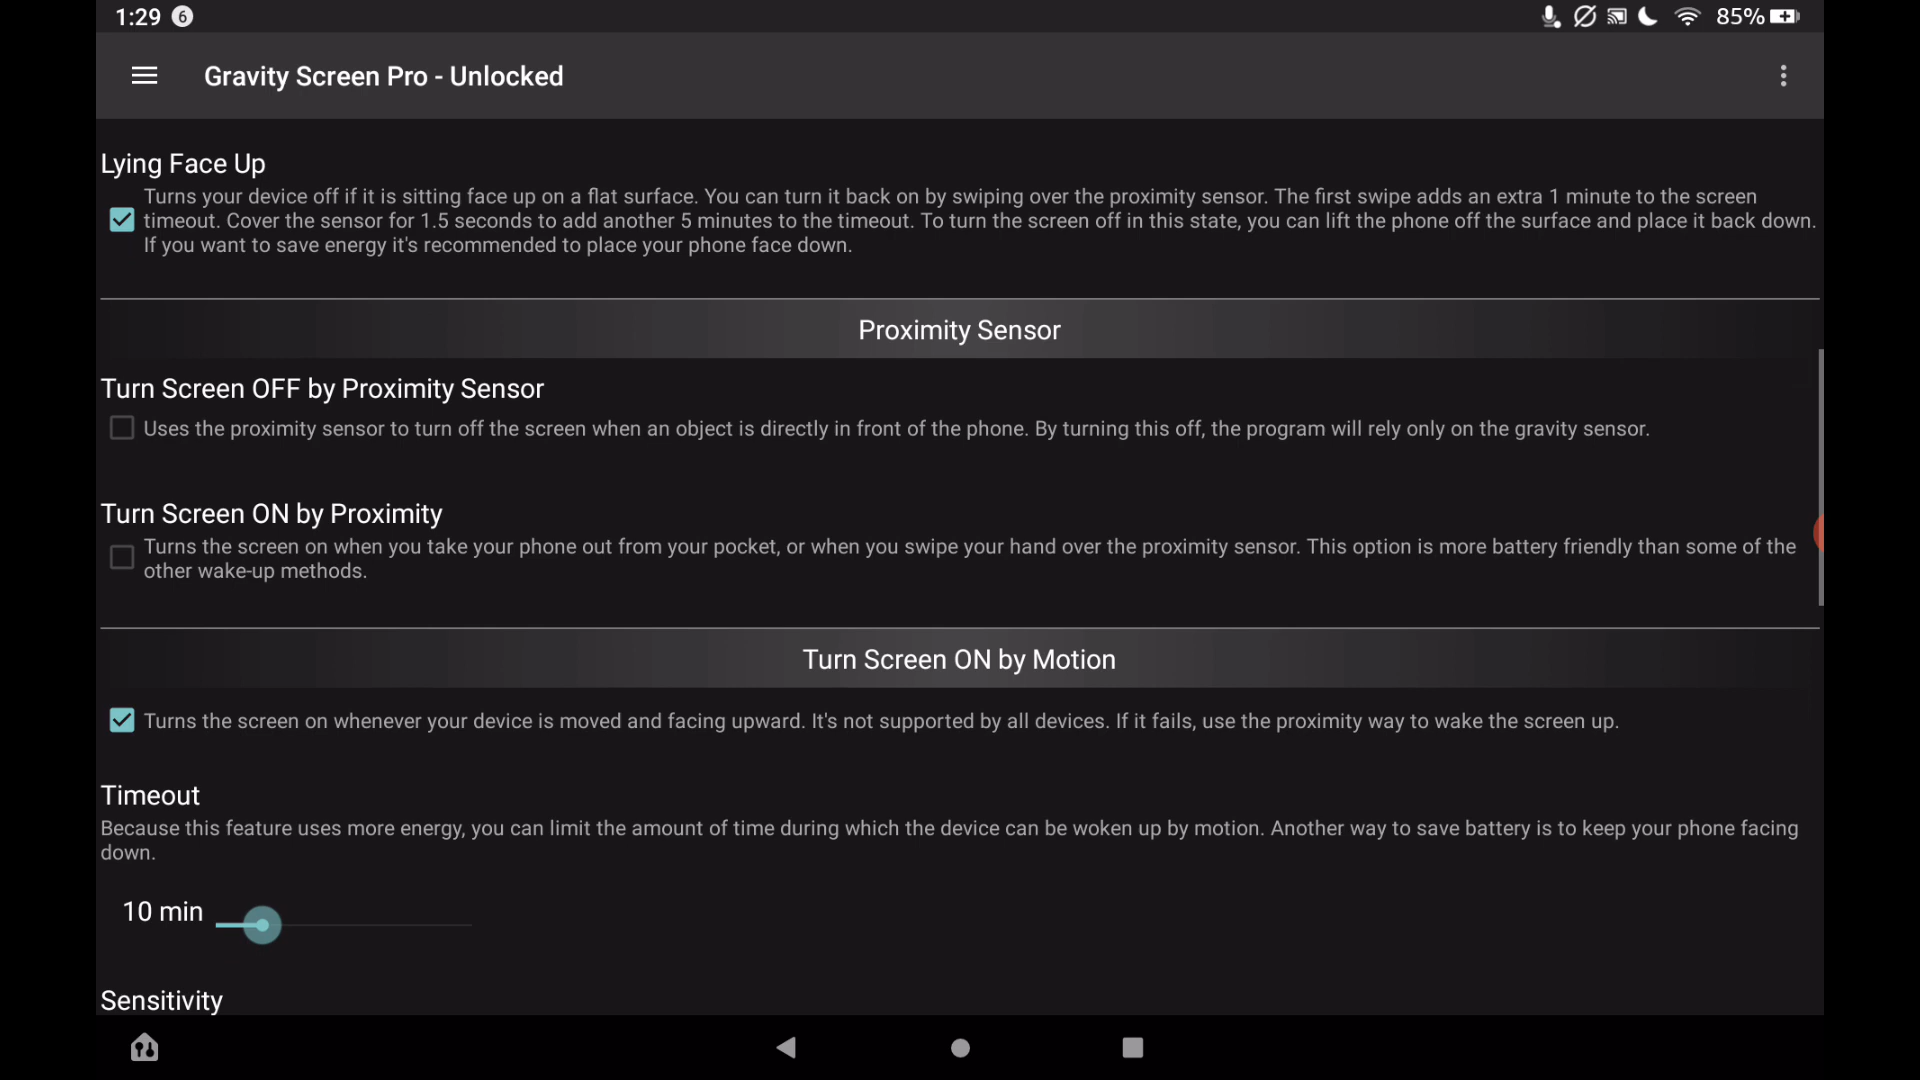 1:29 6 85%
Gravity Screen Pro - Unlocked
Lying Face Up
Turns your device off if it is sitting face up on a flat surface. You can turn it back on by swiping over the proximity sensor. The first swipe adds an extra 1 minute to the screen
timeout. Cover the sensor for 1.5 seconds to add another 5 minutes to the timeout. To turn the screen off in this state, you can lift the phone off the surface and place it back down.
If you want to save energy it's recommended to place your phone face down.
Proximity Sensor
Turn Screen OFF by Proximity Sensor
Uses the proximity sensor to turn off the screen when an object is directly in front of the phone. By turning this off, the program will rely only on the gravity sensor.
Turn Screen ON by Proximity
Turns the screen on when you take your phone out from your pocket, or when you swipe your hand over the proximity sensor. This option is more battery friendly than some of the
other wake-up methods.
Turn Screen ON by Motion
Turns the screen on whenever your device is moved and facing upward. It's not supported by all devices. If it fails, use the proximity way to wake the screen up.
Timeout
Because this feature uses more energy, you can limit the amount of time during which the device can be woken up by motion. Another way to save battery is to keep your phone facing
down.
10 min
Sensitivity